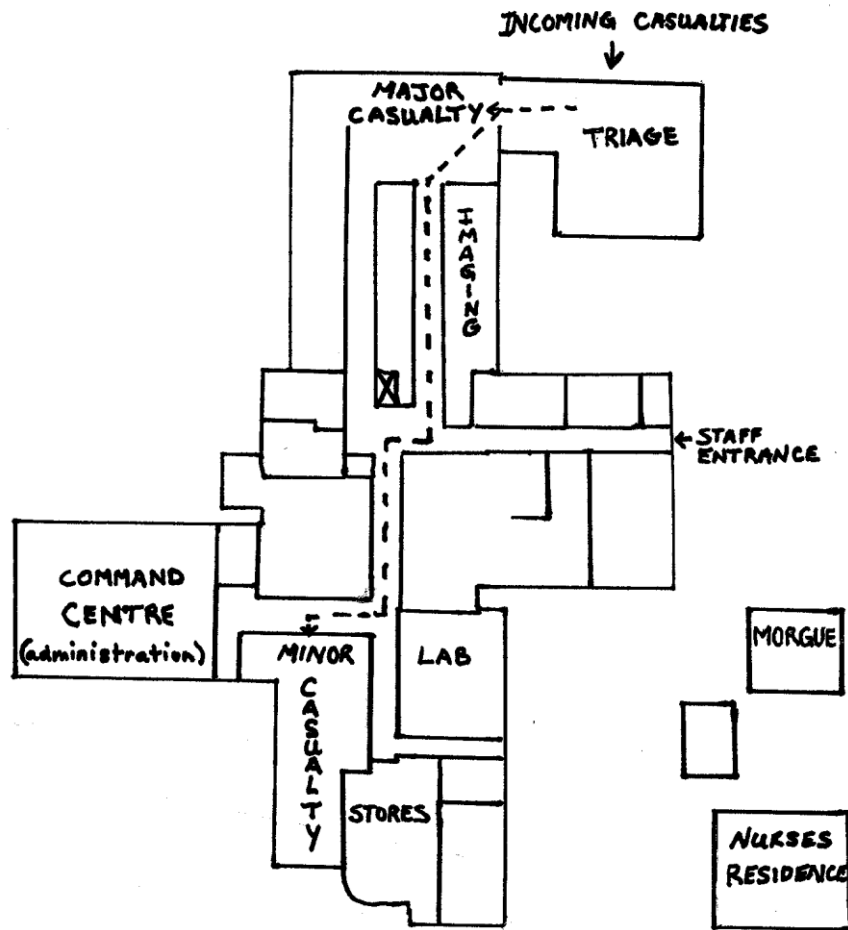 INCOMING CASUALTIES
MAJOR
CASUALTY
TRIAGE
IMAGING
STAFF
ENTRANCE
COMMAND
CENTRE
(administration)
MINOR
CASUALTY
LAB
MORGUE
STORES
NURSES
RESIDENCE